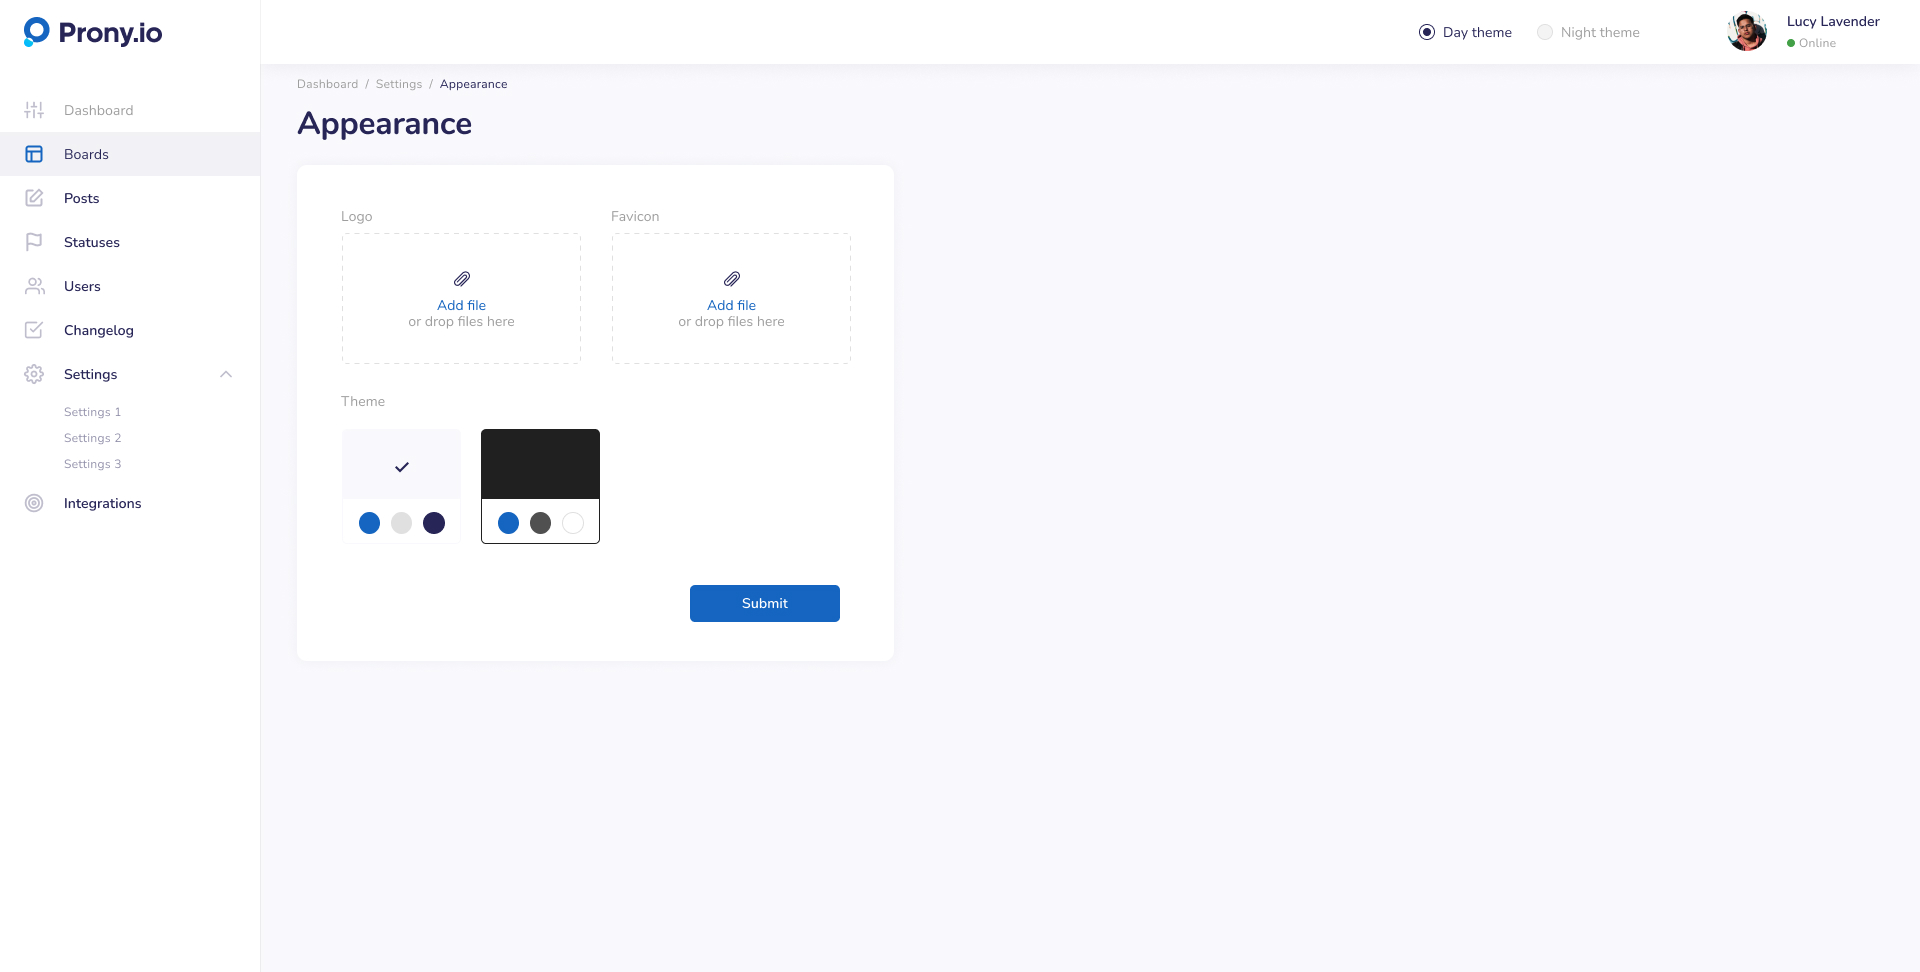 Prony.io
Day theme
Night theme
Lucy Lavender
Online
Dashboard
Boards
Posts
Statuses
Users
Changelog
Settings
Settings 1
Settings 2
Settings 3
Integrations
Dashboard / Settings / Appearance
Appearance
Logo
Add file
or drop files here
Favicon
Add file
or drop files here
Theme
Submit